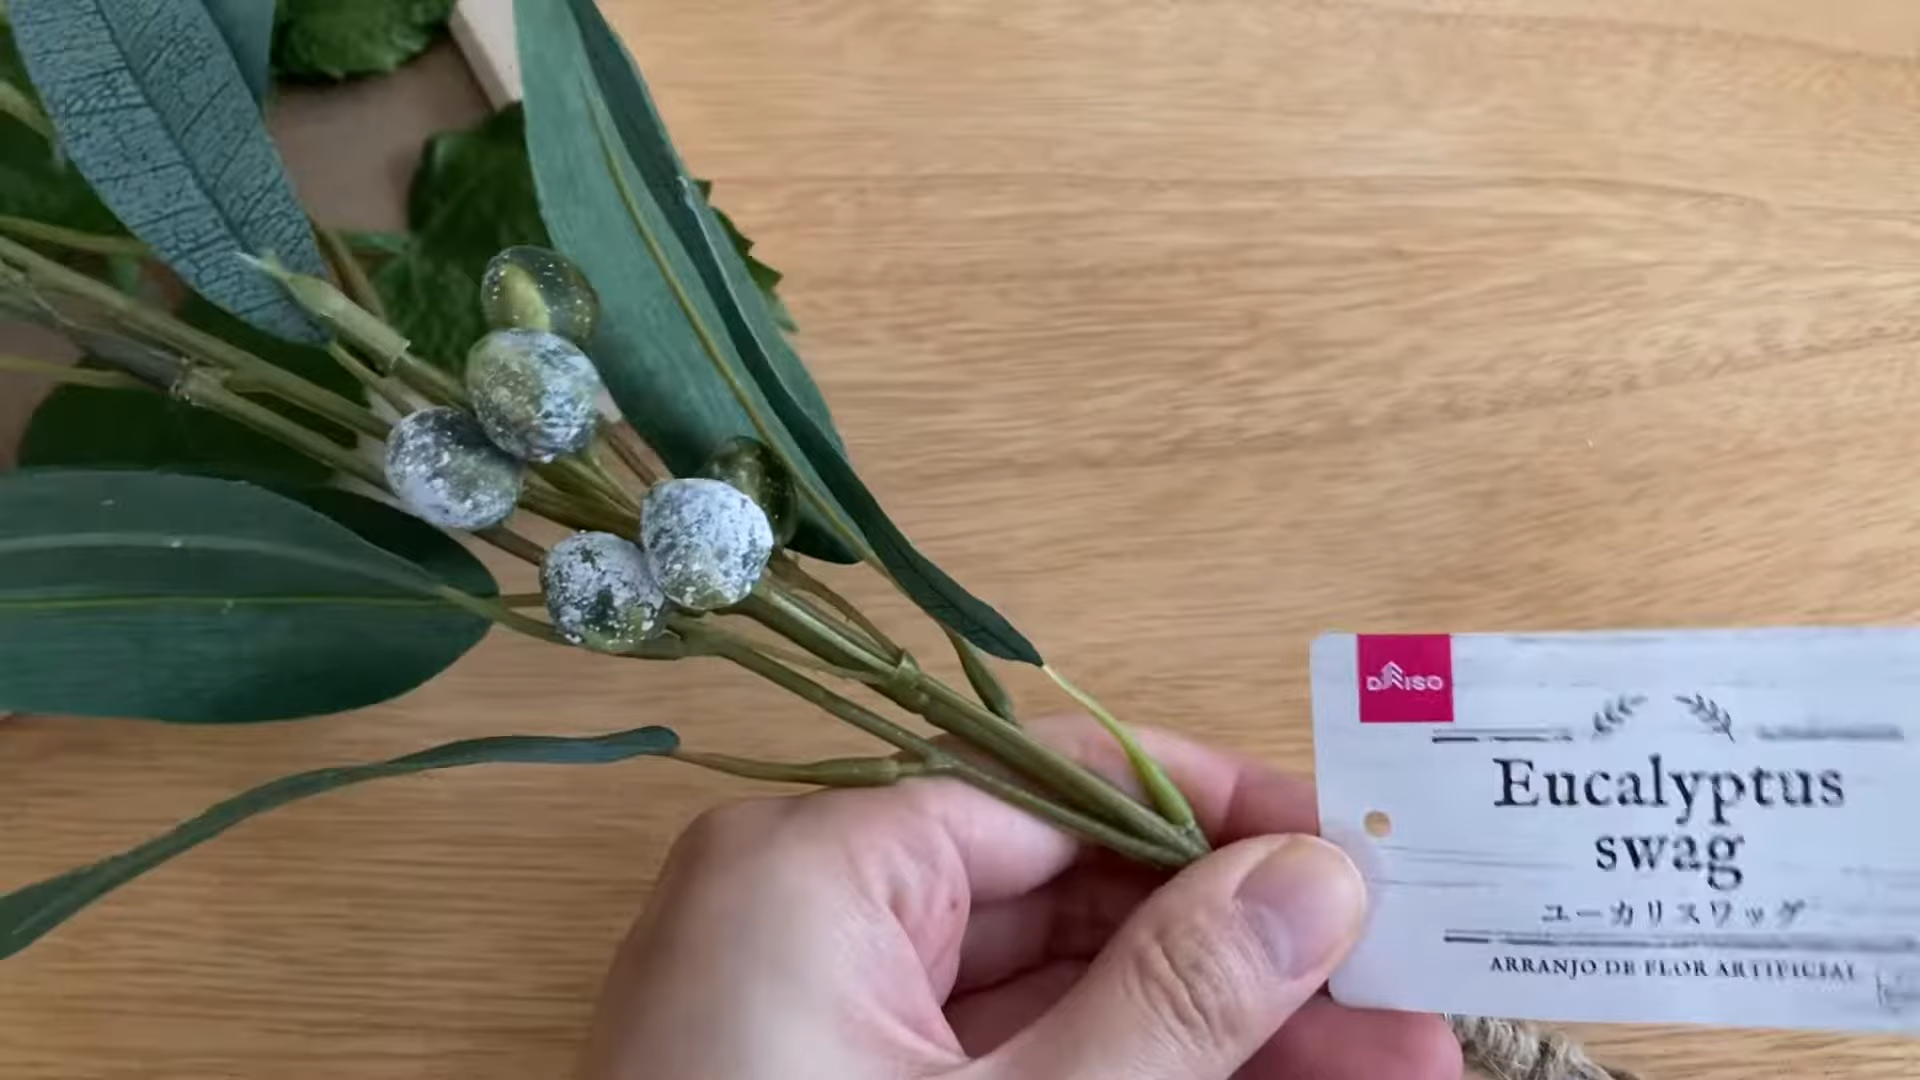 DAISO
Eucalyptus
swag
ユーカリスワッグ
ARRANJO DE FLOR ARTIFICIAL